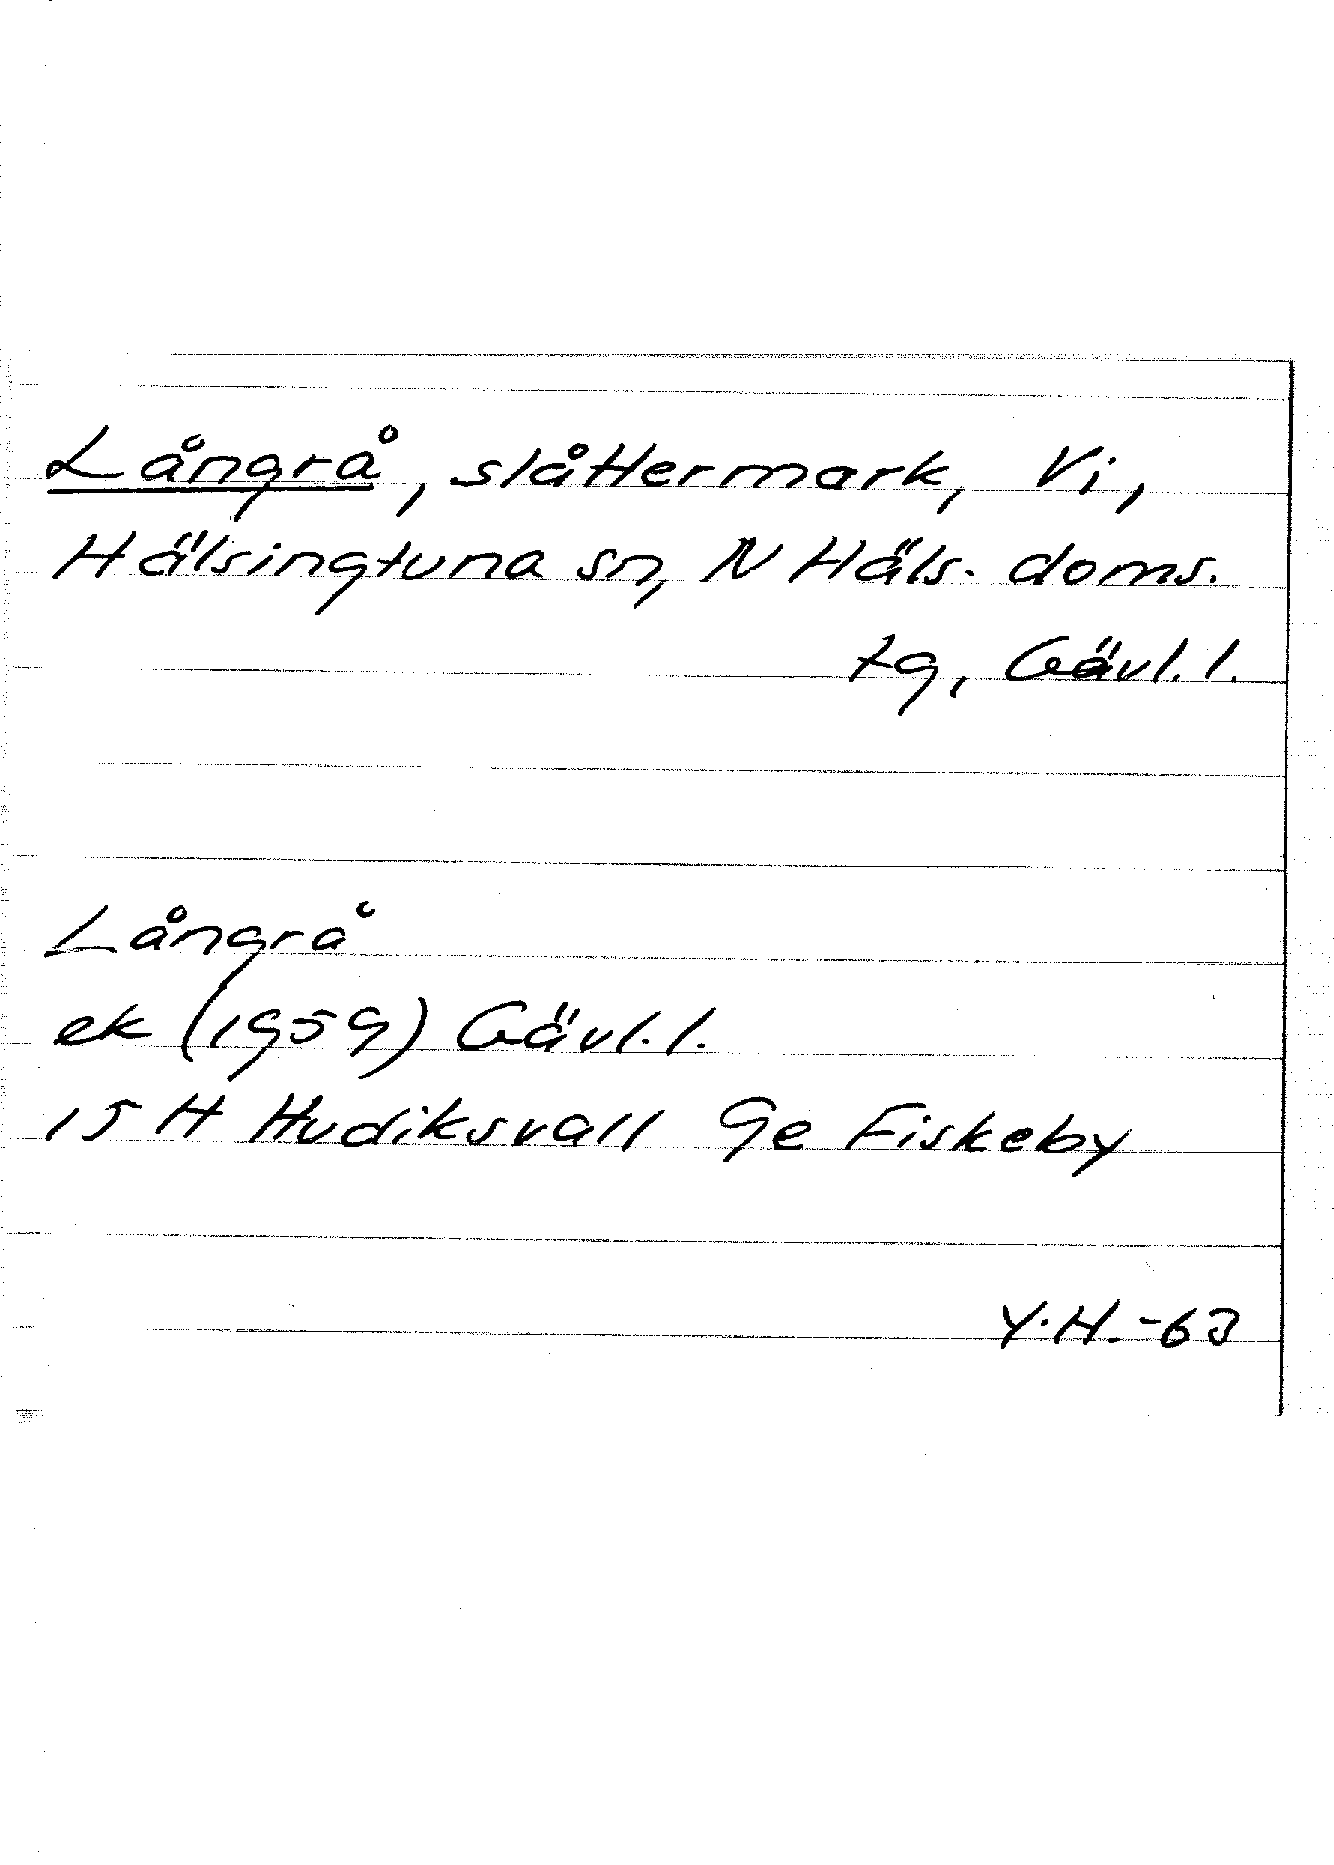 Långrå, slåttermark, Vi,
Hälsingtuna sn, N Häls. doms.
tg, Gävl. l.
Långrå
ek (1959) Gävl. l.
15 H Hudiksvall 9e Fiskeby
Y.H.-63